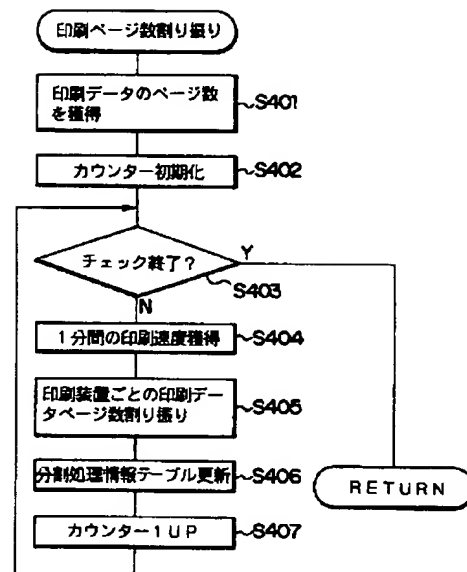 印刷ページ数割り振り
印刷データのページ数
を獲得
S401
カウンター初期化
S402
チェック終了?
Y
S403
N
1分間の印刷速度獲得
S404
印刷装置ごとの印刷デー
タページ数割り振り
S405
分割処理情報テーブル更新
S406
RETURN
カウンター1UP
S407